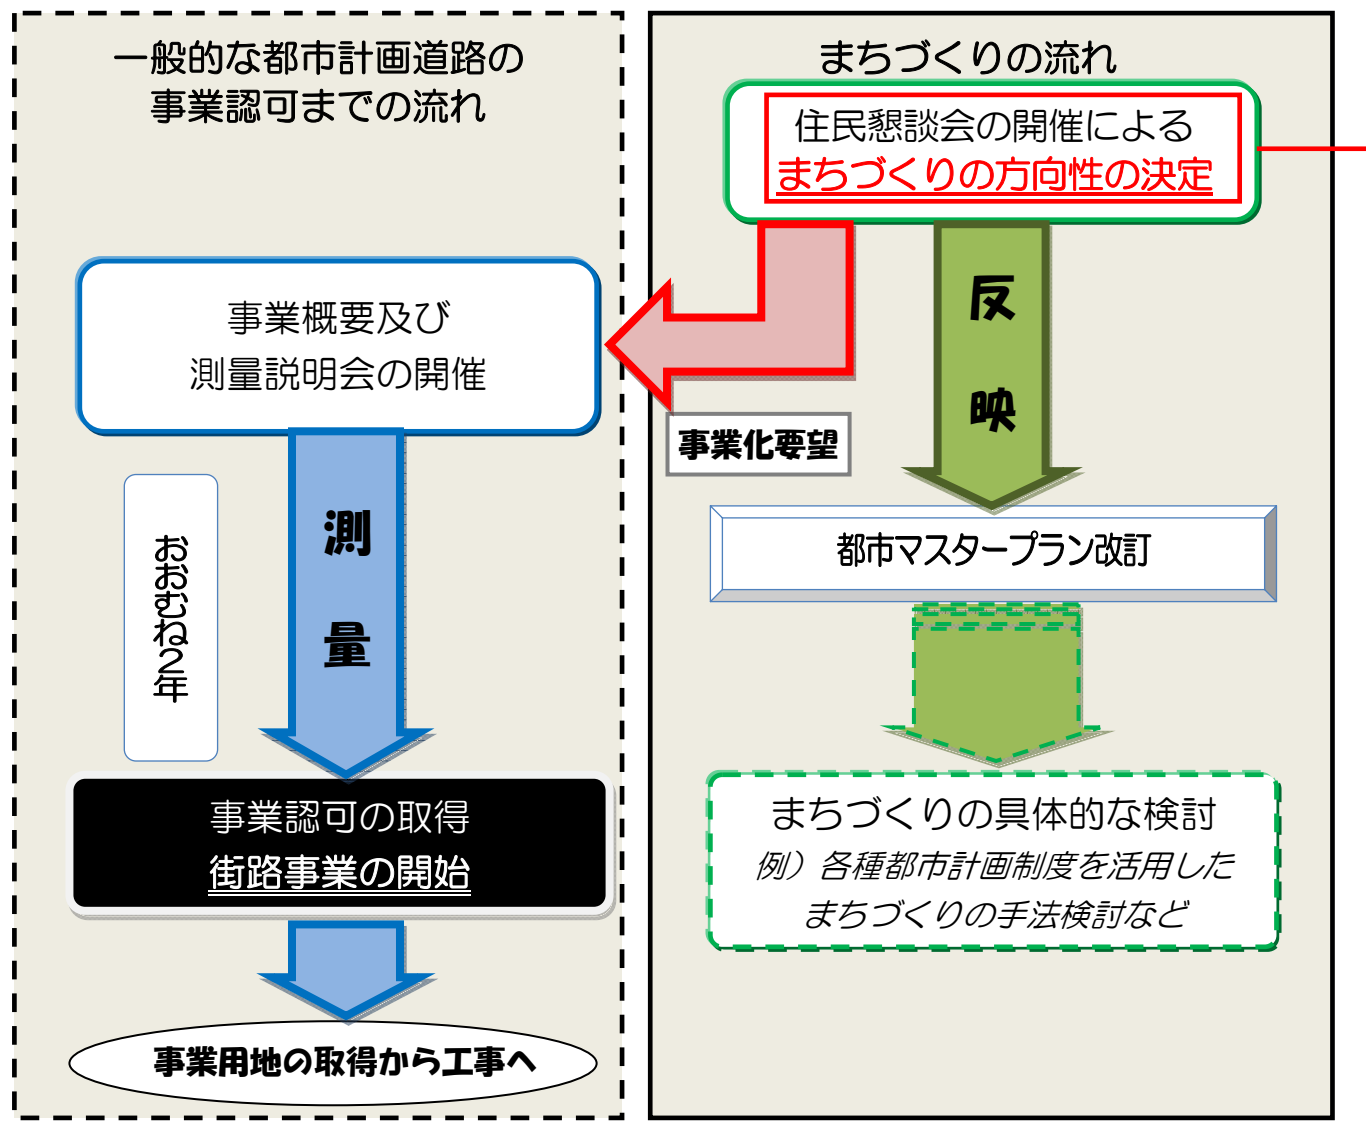 一般的な都市計画道路の
事業認可までの流れ
事業概要及び
測量説明会の開催
測量
おおむね2年
事業認可の取得
街路事業の開始
事業用地の取得から工事へ
まちづくりの流れ
住民懇談会の開催による
まちづくりの方向性の決定
反映
事業化要望
都市マスタープラン改訂
まちづくりの具体的な検討
例）各種都市計画制度を活用した
まちづくりの手法検討など